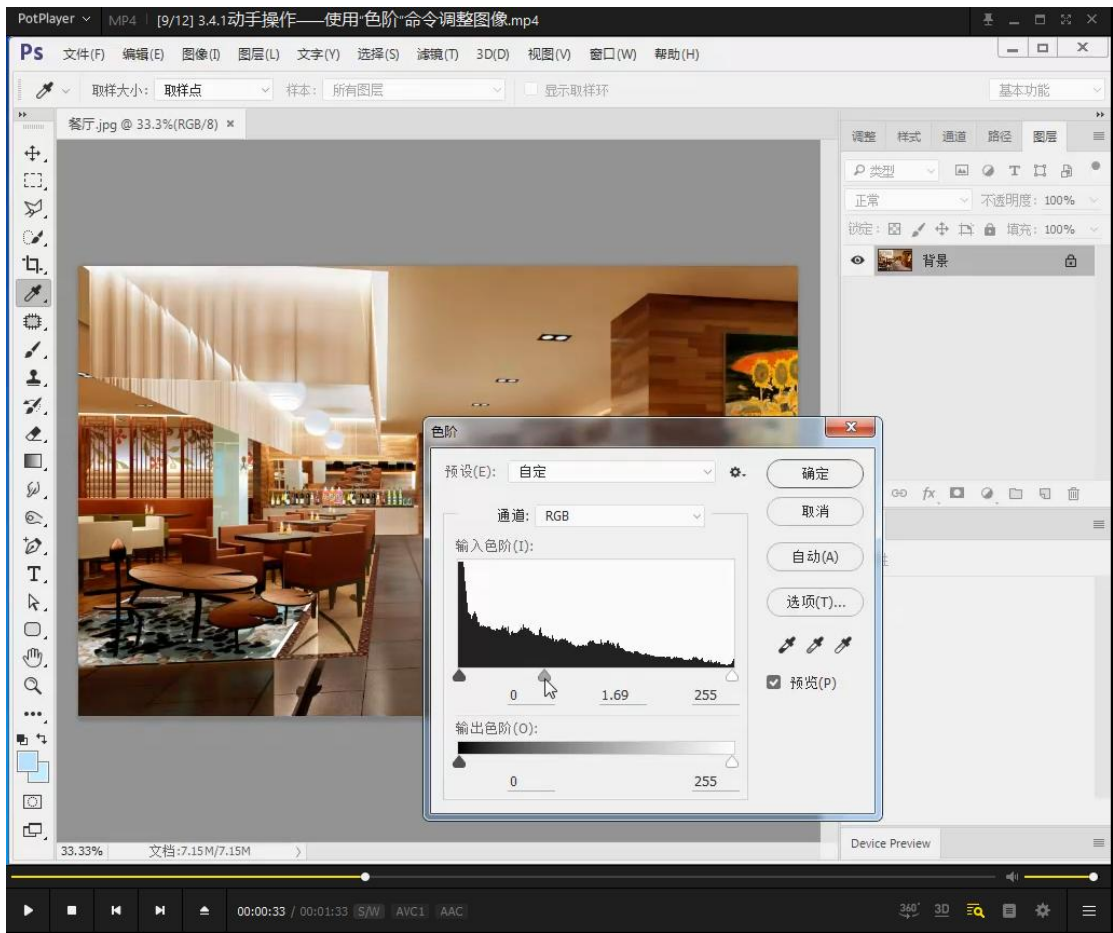 PotPlayer MP4 [9/12] 3.4.1动手操作——使用“色阶”命令调整图像.mp4
Ps 文件(F) 编辑(E) 图像(I) 图层(L) 文字(Y) 选择(S) 滤镜(T) 3D(D) 视图(V) 窗口(W) 帮助(H)
取样大小: 取样点 样本: 所有图层 显示取样环 基本功能
餐厅.jpg @ 33.3%(RGB/8) ×
调整 样式 通道 路径 图层
类型
正常 不透明度: 100%
锁定: 填充: 100%
背景
色阶
预设(E): 自定 确定
通道: RGB 取消
输入色阶(I):
自动(A)
选项(T)...
预览(P)
0 1.69 255
输出色阶(O):
0 255
fx
Device Preview
33.33% 文档:7.15M/7.15M
00:00:33 / 00:01:33 S/W AVC1 AAC 360° 3D